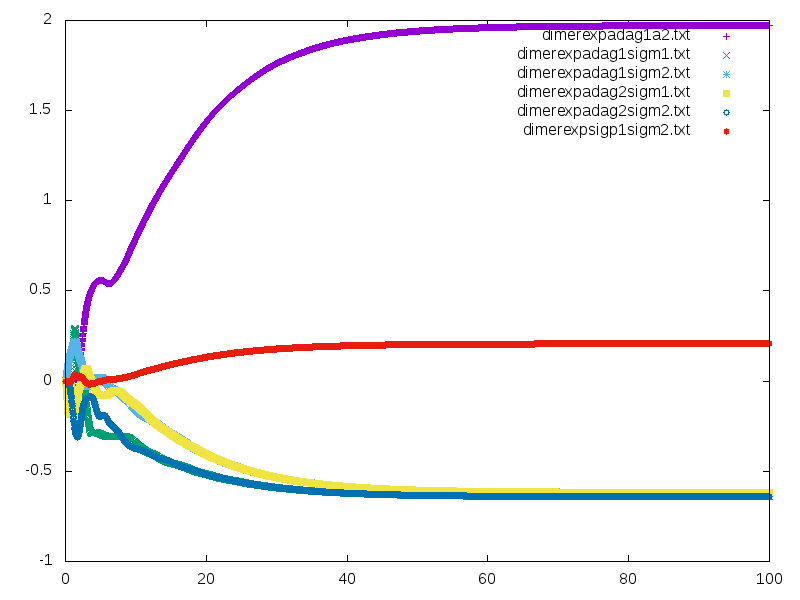 2
dimerexpadag1a2.txt
dimerexpadag1sigm1.txt
dimerexpadag1sigm2.txt
dimerexpadag2sigm1.txt
dimerexpadag2sigm2.txt
dimerexpsigp1sigm2.txt
1.5
1
0.5
0
-0.5
-1
0 20 40 60 80 100